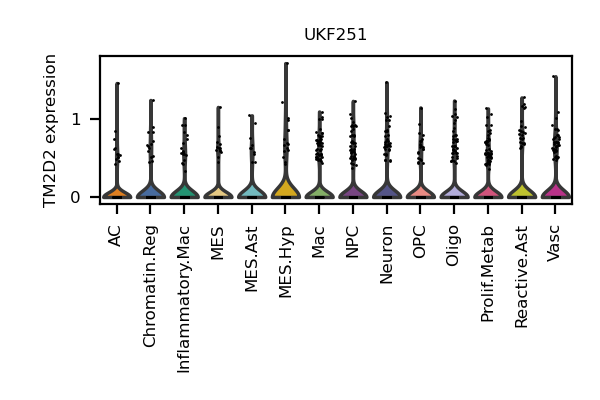 UKF251
TM2D2 expression
1
0
AC
Chromatin.Reg
Inflammatory.Mac
MES
MES.Ast
MES.Hyp
Mac
NPC
Neuron
OPC
Oligo
Prolif.Metab
Reactive.Ast
Vasc